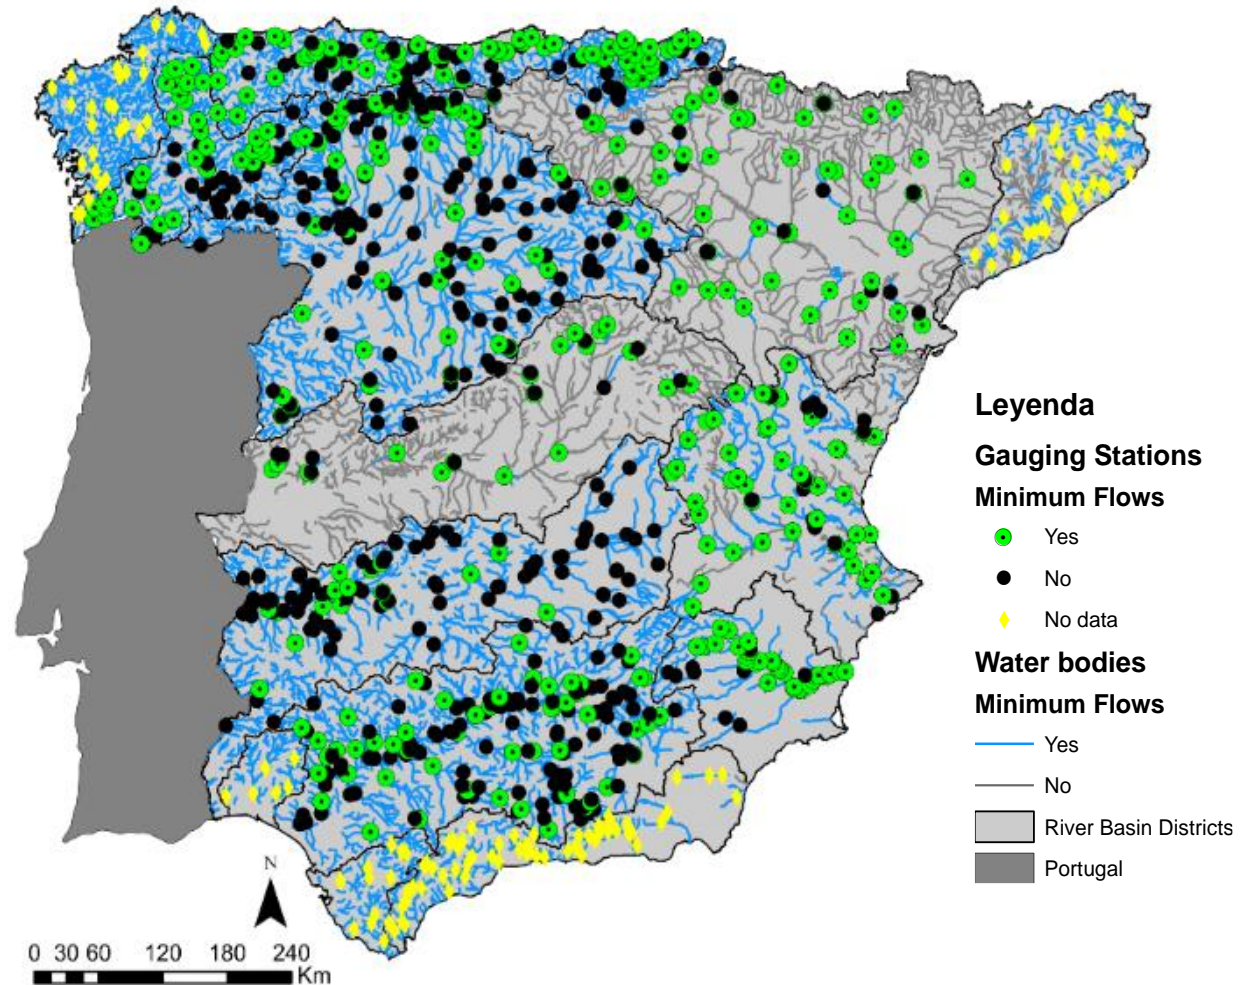 Leyenda
Gauging Stations
Minimum Flows
Yes
No
No data
Water bodies
Minimum Flows
Yes
No
River Basin Districts
Portugal
N
0 30 60 120 180 240
Km